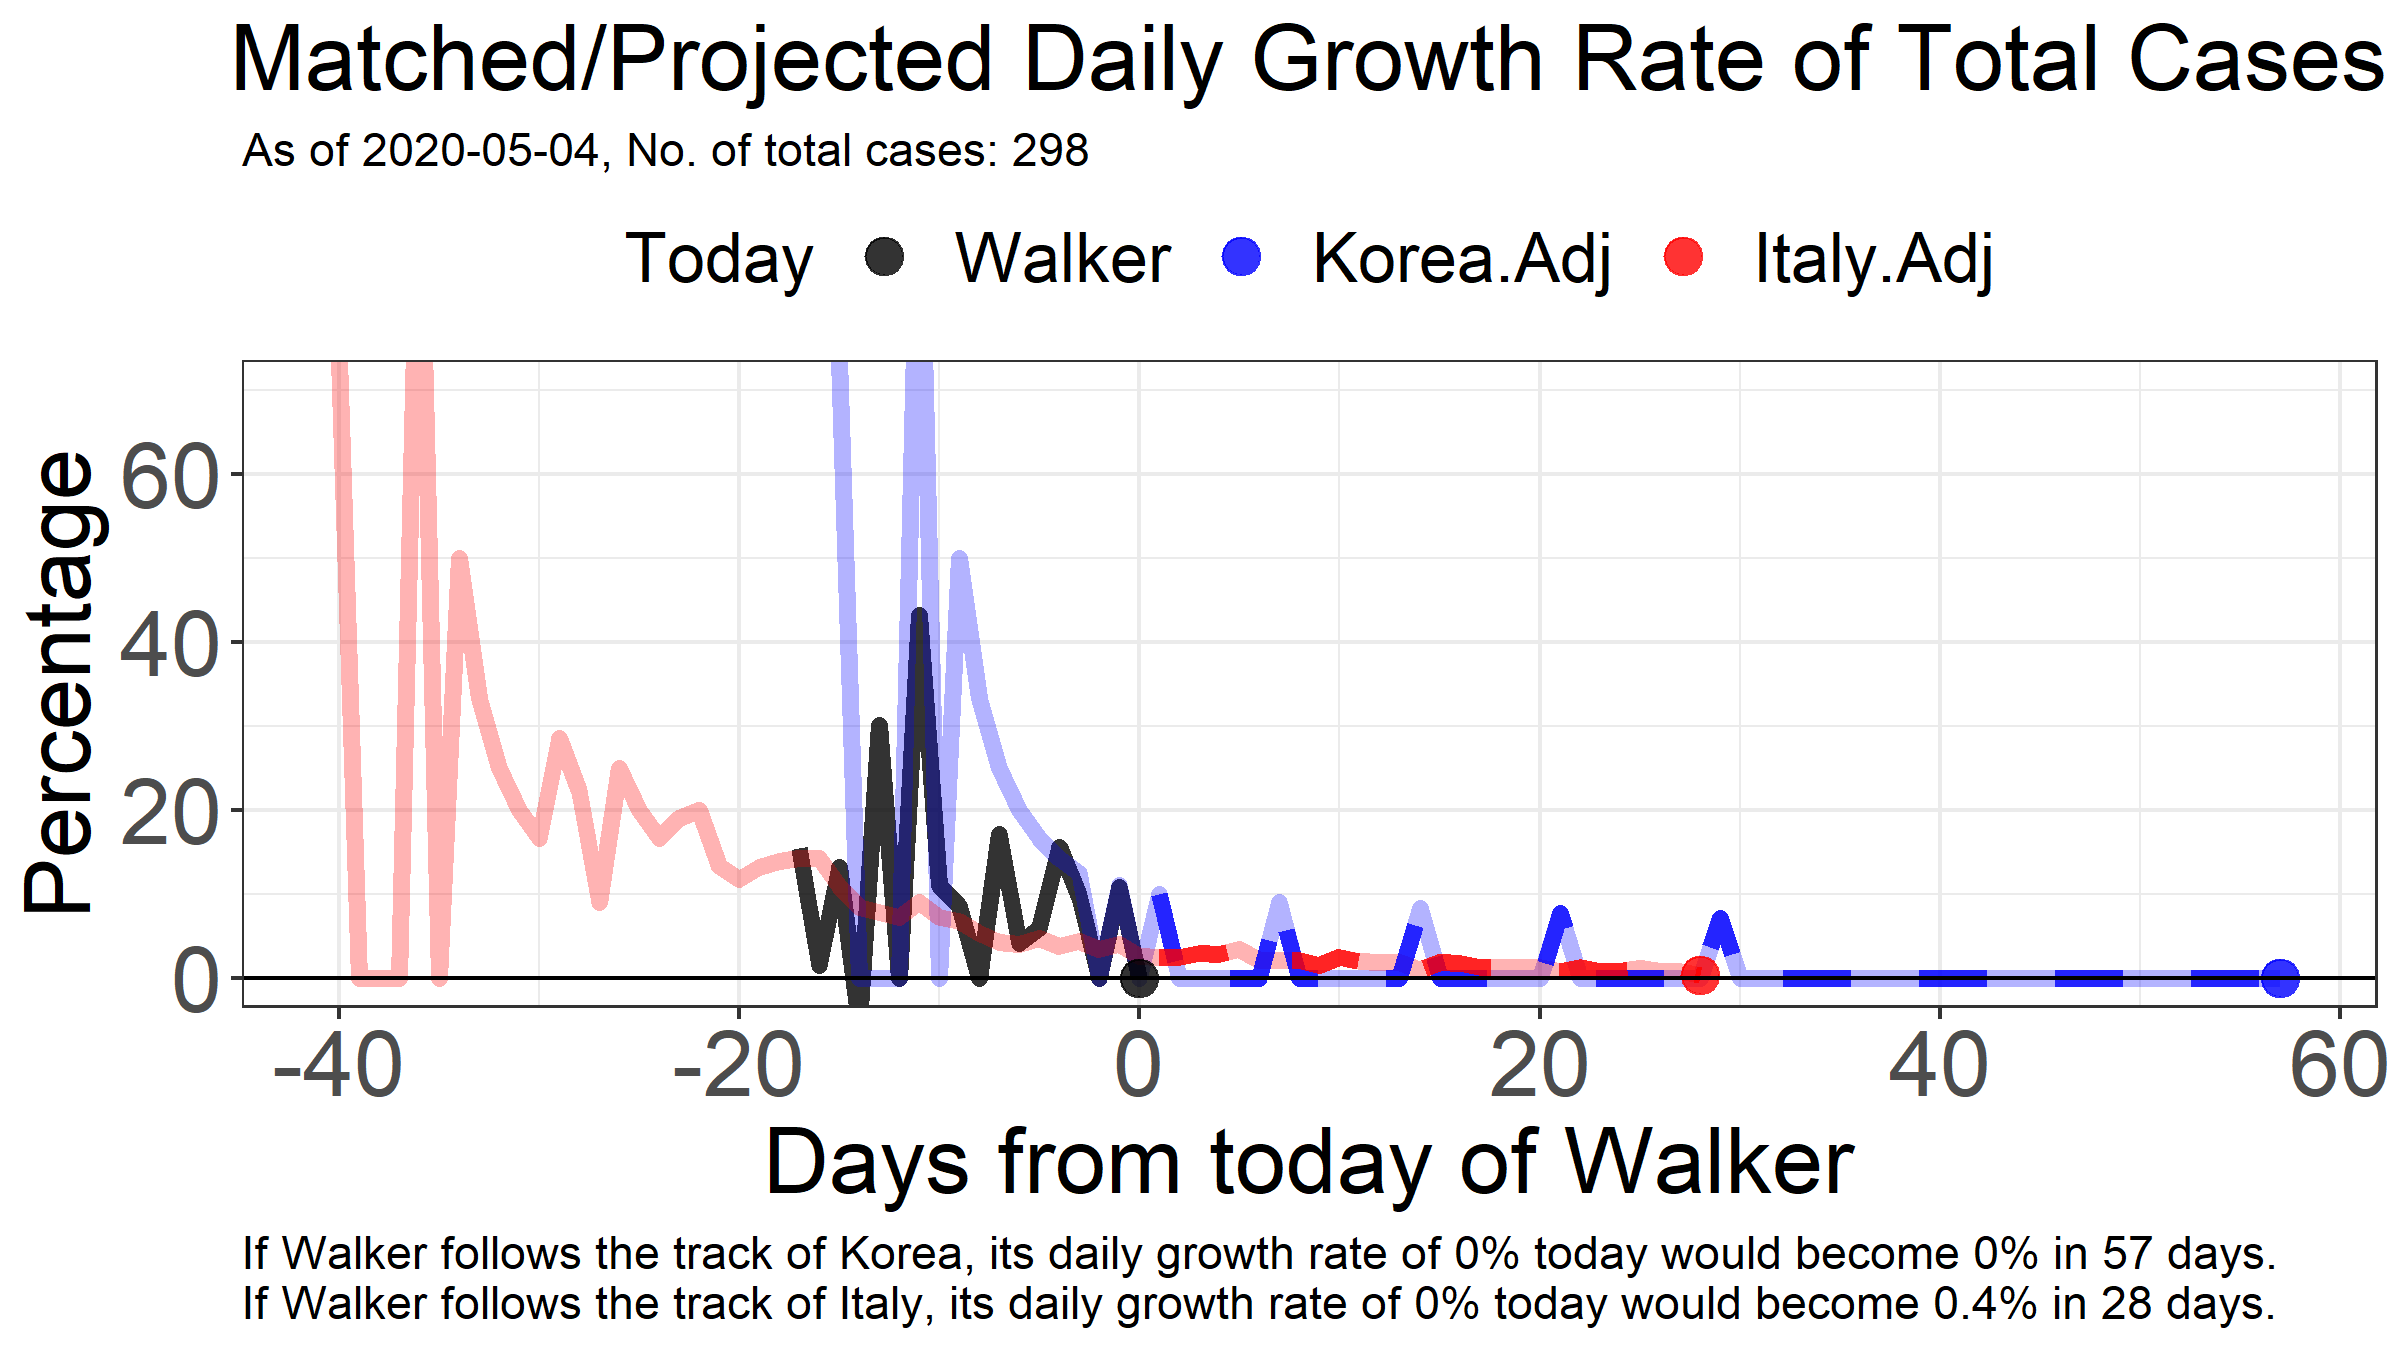 Matched/Projected Daily Growth Rate of Total Cases
As of 2020-05-04, No. of total cases: 298
Today Walker Korea.Adj Italy.Adj
Percentage
60
40
20
0
-40 -20 0 20 40 60
Days from today of Walker
If Walker follows the track of Korea, its daily growth rate of 0% today would become 0% in 57 days.
If Walker follows the track of Italy, its daily growth rate of 0% today would become 0.4% in 28 days.